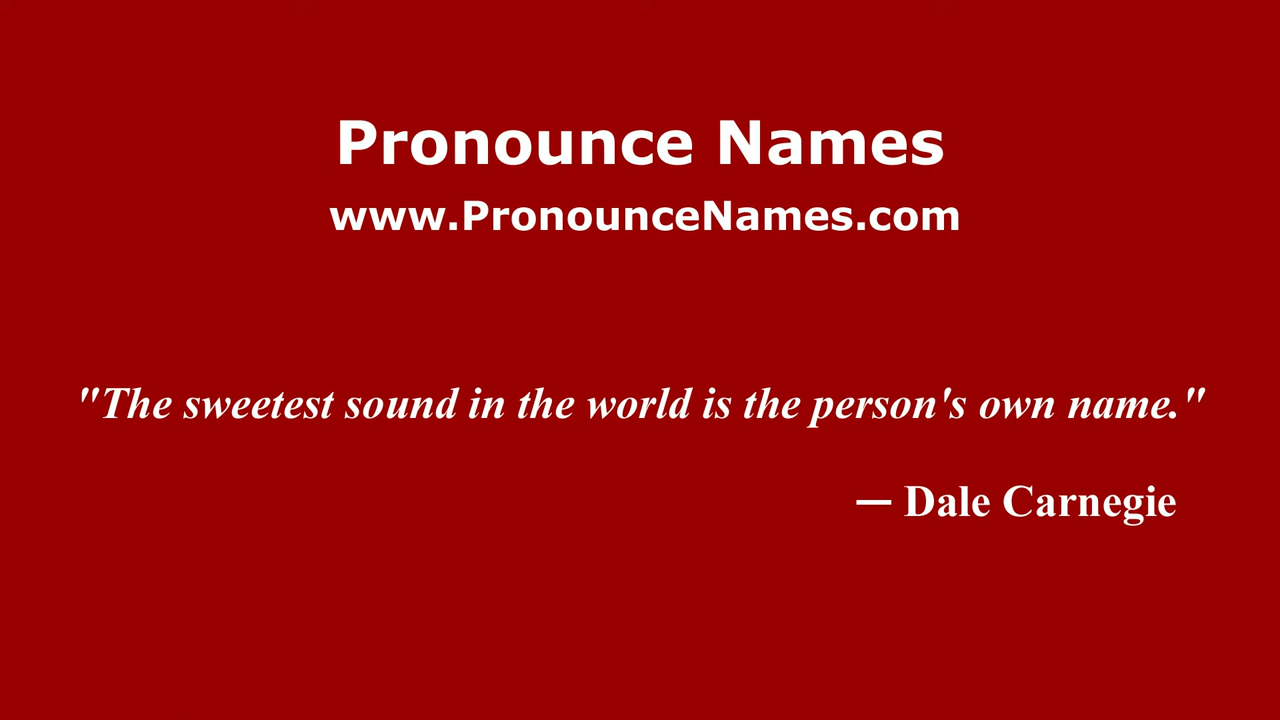 Pronounce Names
www.PronounceNames.com
"The sweetest sound in the world is the person's own name."
— Dale Carnegie